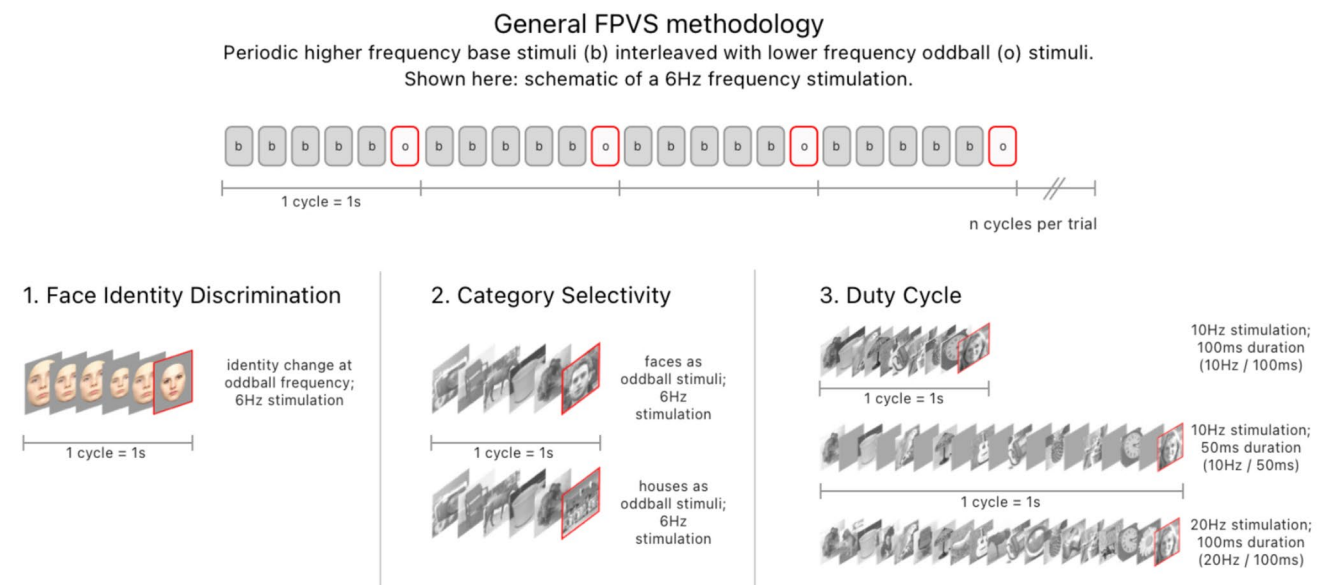 General FPVS methodology
Periodic higher frequency base stimuli (b) interleaved with lower frequency oddball (o) stimuli.
Shown here: schematic of a 6Hz frequency stimulation.
b b b b b o b b b b b o b b b b b o b b b b b o
1 cycle = 1s
n cycles per trial
1. Face Identity Discrimination
identity change at
oddball frequency;
6Hz stimulation
1 cycle = 1s
2. Category Selectivity
faces as
oddball stimuli;
6Hz
stimulation
1 cycle = 1s
houses as
oddball stimuli;
6Hz
stimulation
3. Duty Cycle
10Hz stimulation;
100ms duration
(10Hz / 100ms)
1 cycle = 1s
10Hz stimulation;
50ms duration
(10Hz / 50ms)
1 cycle = 1s
20Hz stimulation;
100ms duration
(20Hz / 100ms)